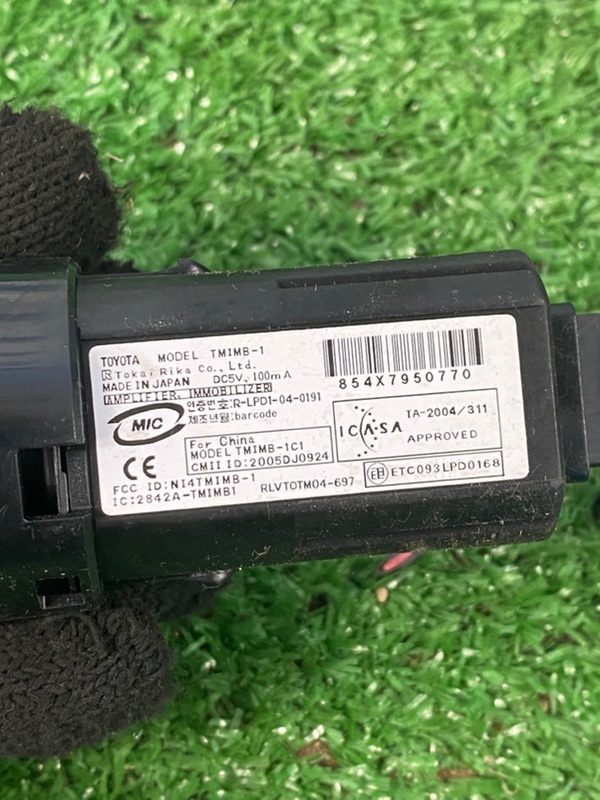 TOYOTA MODEL TMIMB-1
Tokai Rika Co., Ltd.
MADE IN JAPAN DC5V, 100mA
AMPLIFIER, IMMOBILIZER
854X7950770
MIC
인증번호:R-LPD1-04-0191
제조년월:barcode
For China
MODEL TMIMB-1C1
CMII ID:2005DJ0924
ICASA
TA-2004/311
APPROVED
CE
FCC ID:NI4TMIMB-1
IC:2842A-TMIMB1
RLVTOTM04-697
ETC093LPD0168